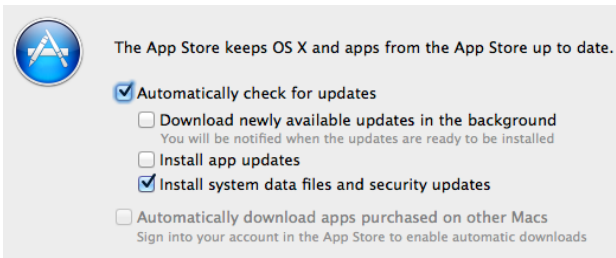 The App Store keeps OS X and apps from the App Store up to date.
Automatically check for updates
Download newly available updates in the background
You will be notified when the updates are ready to be installed
Install app updates
Install system data files and security updates
Automatically download apps purchased on other Macs
Sign into your account in the App Store to enable automatic downloads